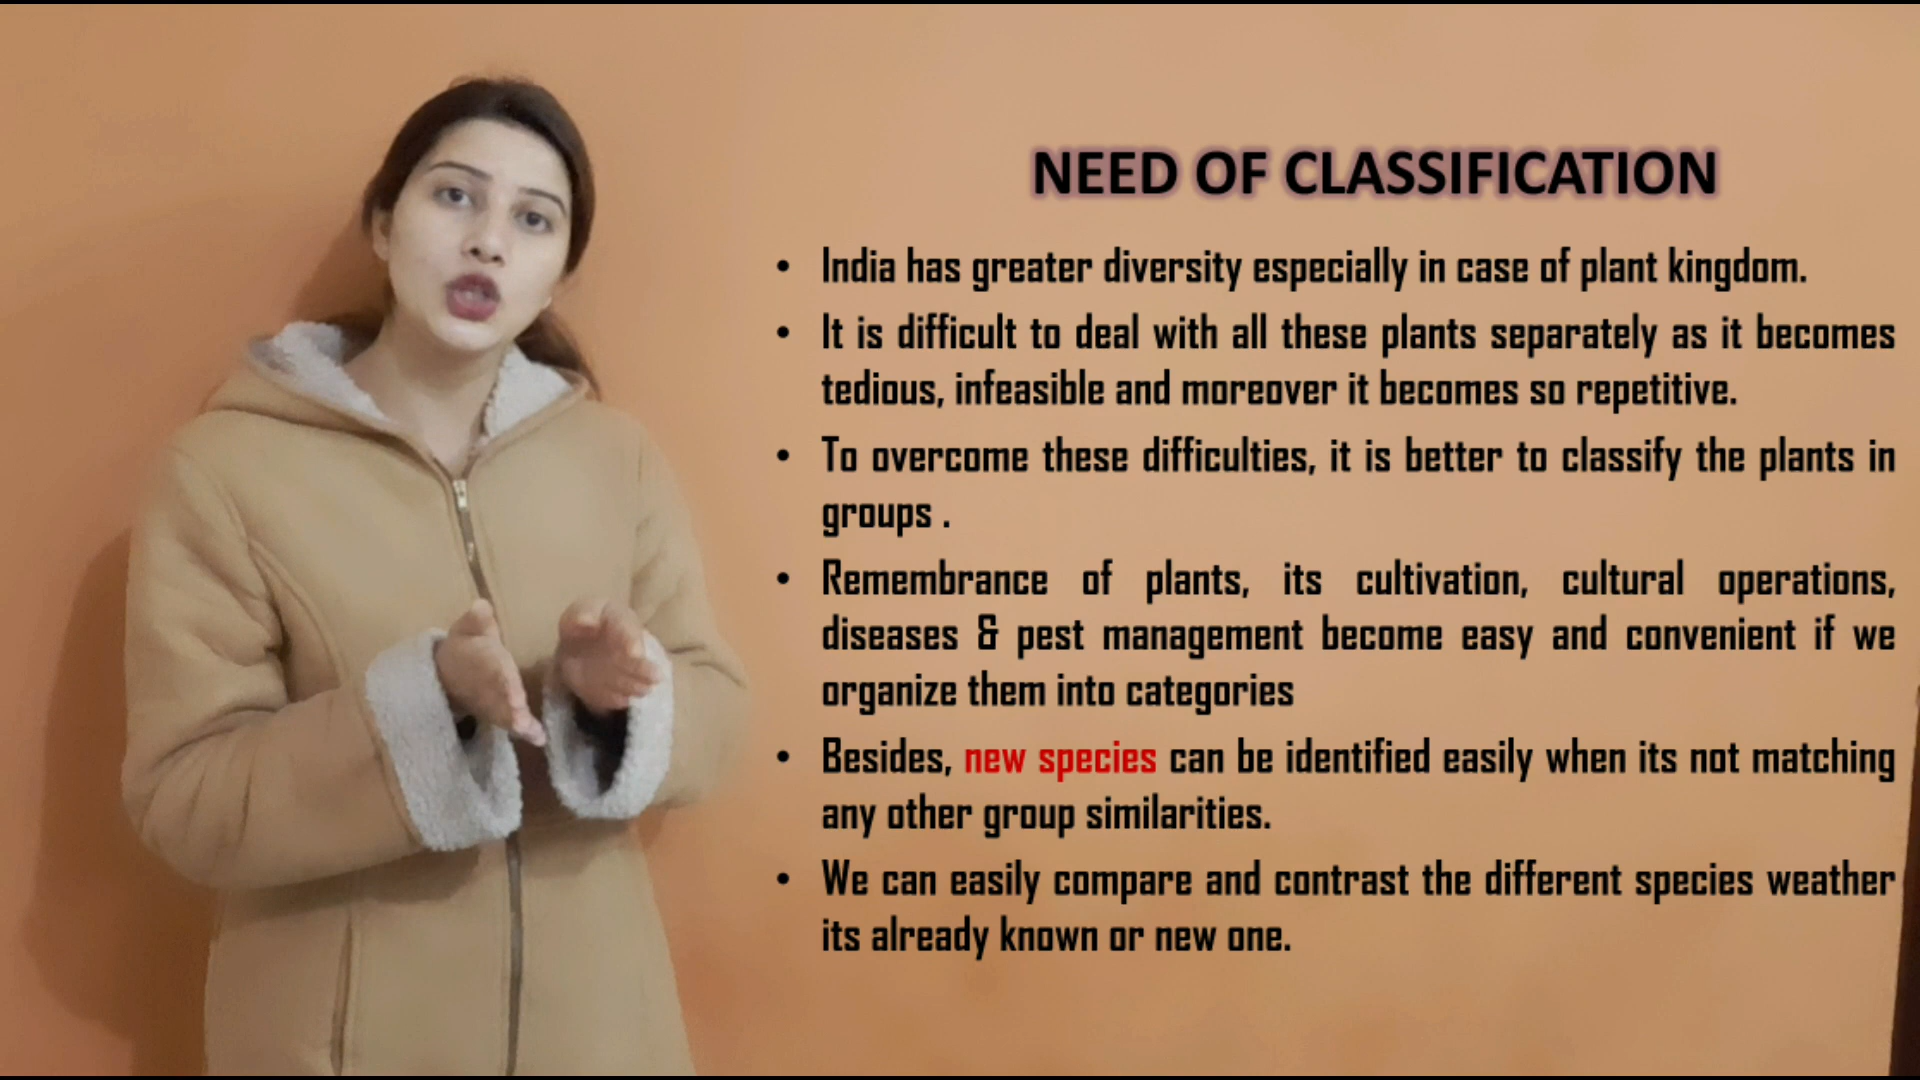 NEED OF CLASSIFICATION
• India has greater diversity especially in case of plant kingdom.
• It is difficult to deal with all these plants separately as it becomes
tedious, infeasible and moreover it becomes so repetitive.
• To overcome these difficulties, it is better to classify the plants in
groups .
• Remembrance of plants, its cultivation, cultural operations,
diseases & pest management become easy and convenient if we
organize them into categories
• Besides, new species can be identified easily when its not matching
any other group similarities.
• We can easily compare and contrast the different species weather
its already known or new one.